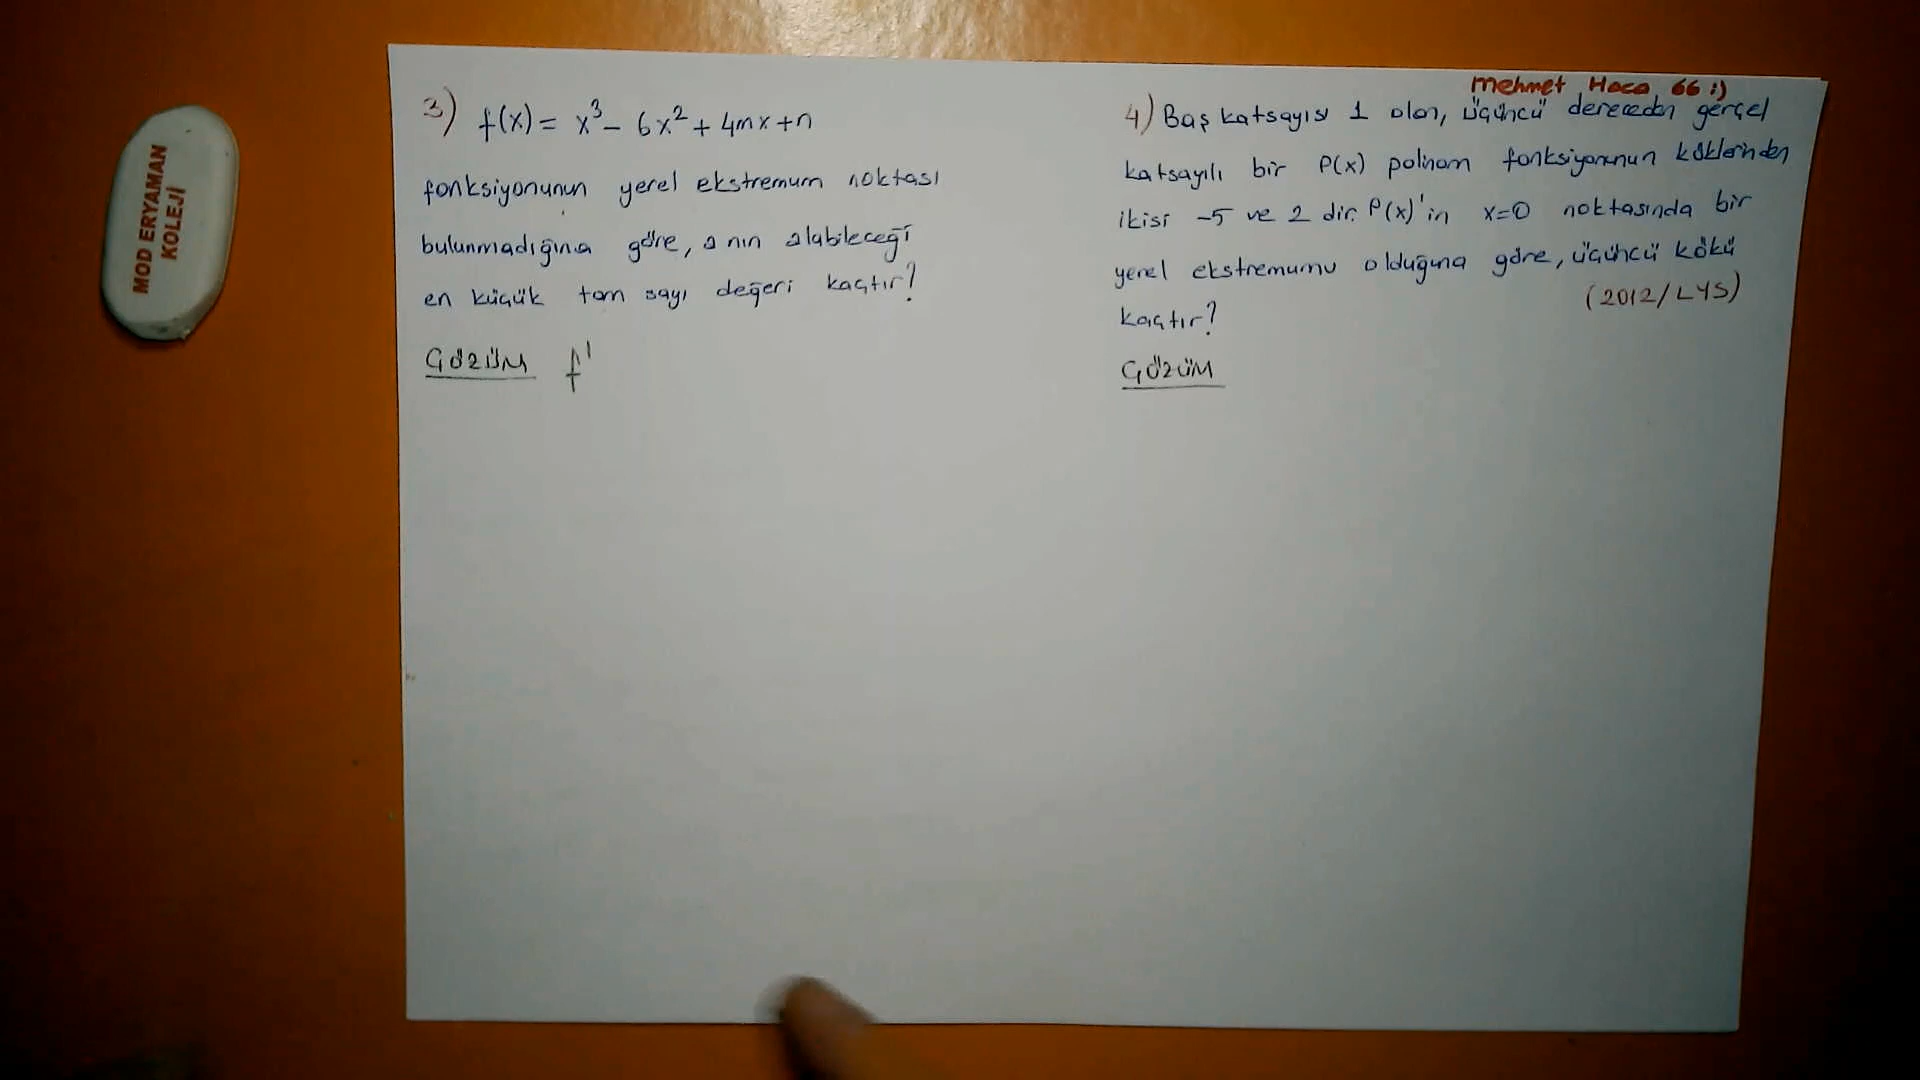 MOD ERYAMAN
KOLEJİ
3) f(x) = x³ - 6x² + 4mx + n
fonksiyonunun yerel ekstremum noktası
bulunmadığına göre, a nın alabileceği
en küçük tam sayı değeri kaçtır?
ÇÖZÜM f'
Mehmet Hoca 66 :)
4) Baş katsayısı 1 olan, üçüncü dereceden gerçel
katsayılı bir P(x) polinom fonksiyonunun köklerinden
ikisi -5 ve 2 dir. P(x)'in x=0 noktasında bir
yerel ekstremumu olduğuna göre, üçüncü kökü
(2012/LYS)
kaçtır?
ÇÖZÜM